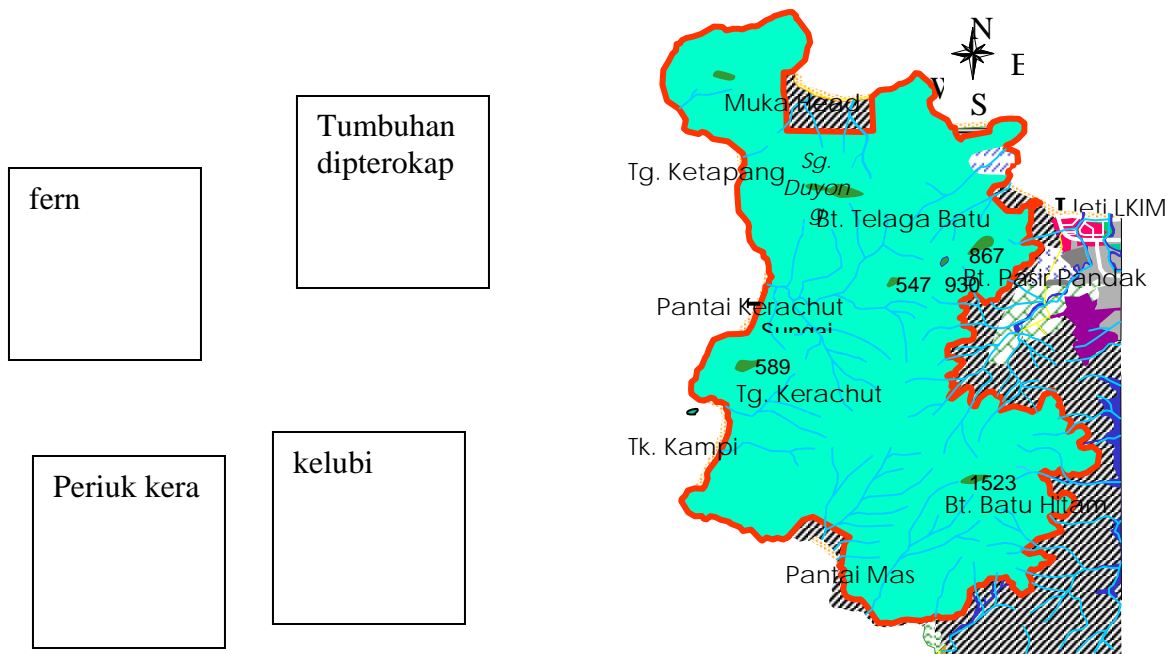 Tumbuhan
dipterokap
fern
Periuk kera
kelubi
N
E
S
Muka Head
Tg. Ketapang
Sg.
Duyon
g
Bt. Telaga Batu
Jeti LKIM
867
Bt. Pasir Pandak
547 930
Pantai Kerachut
Sungai
589
Tg. Kerachut
Tk. Kampi
1523
Bt. Batu Hitam
Pantai Mas